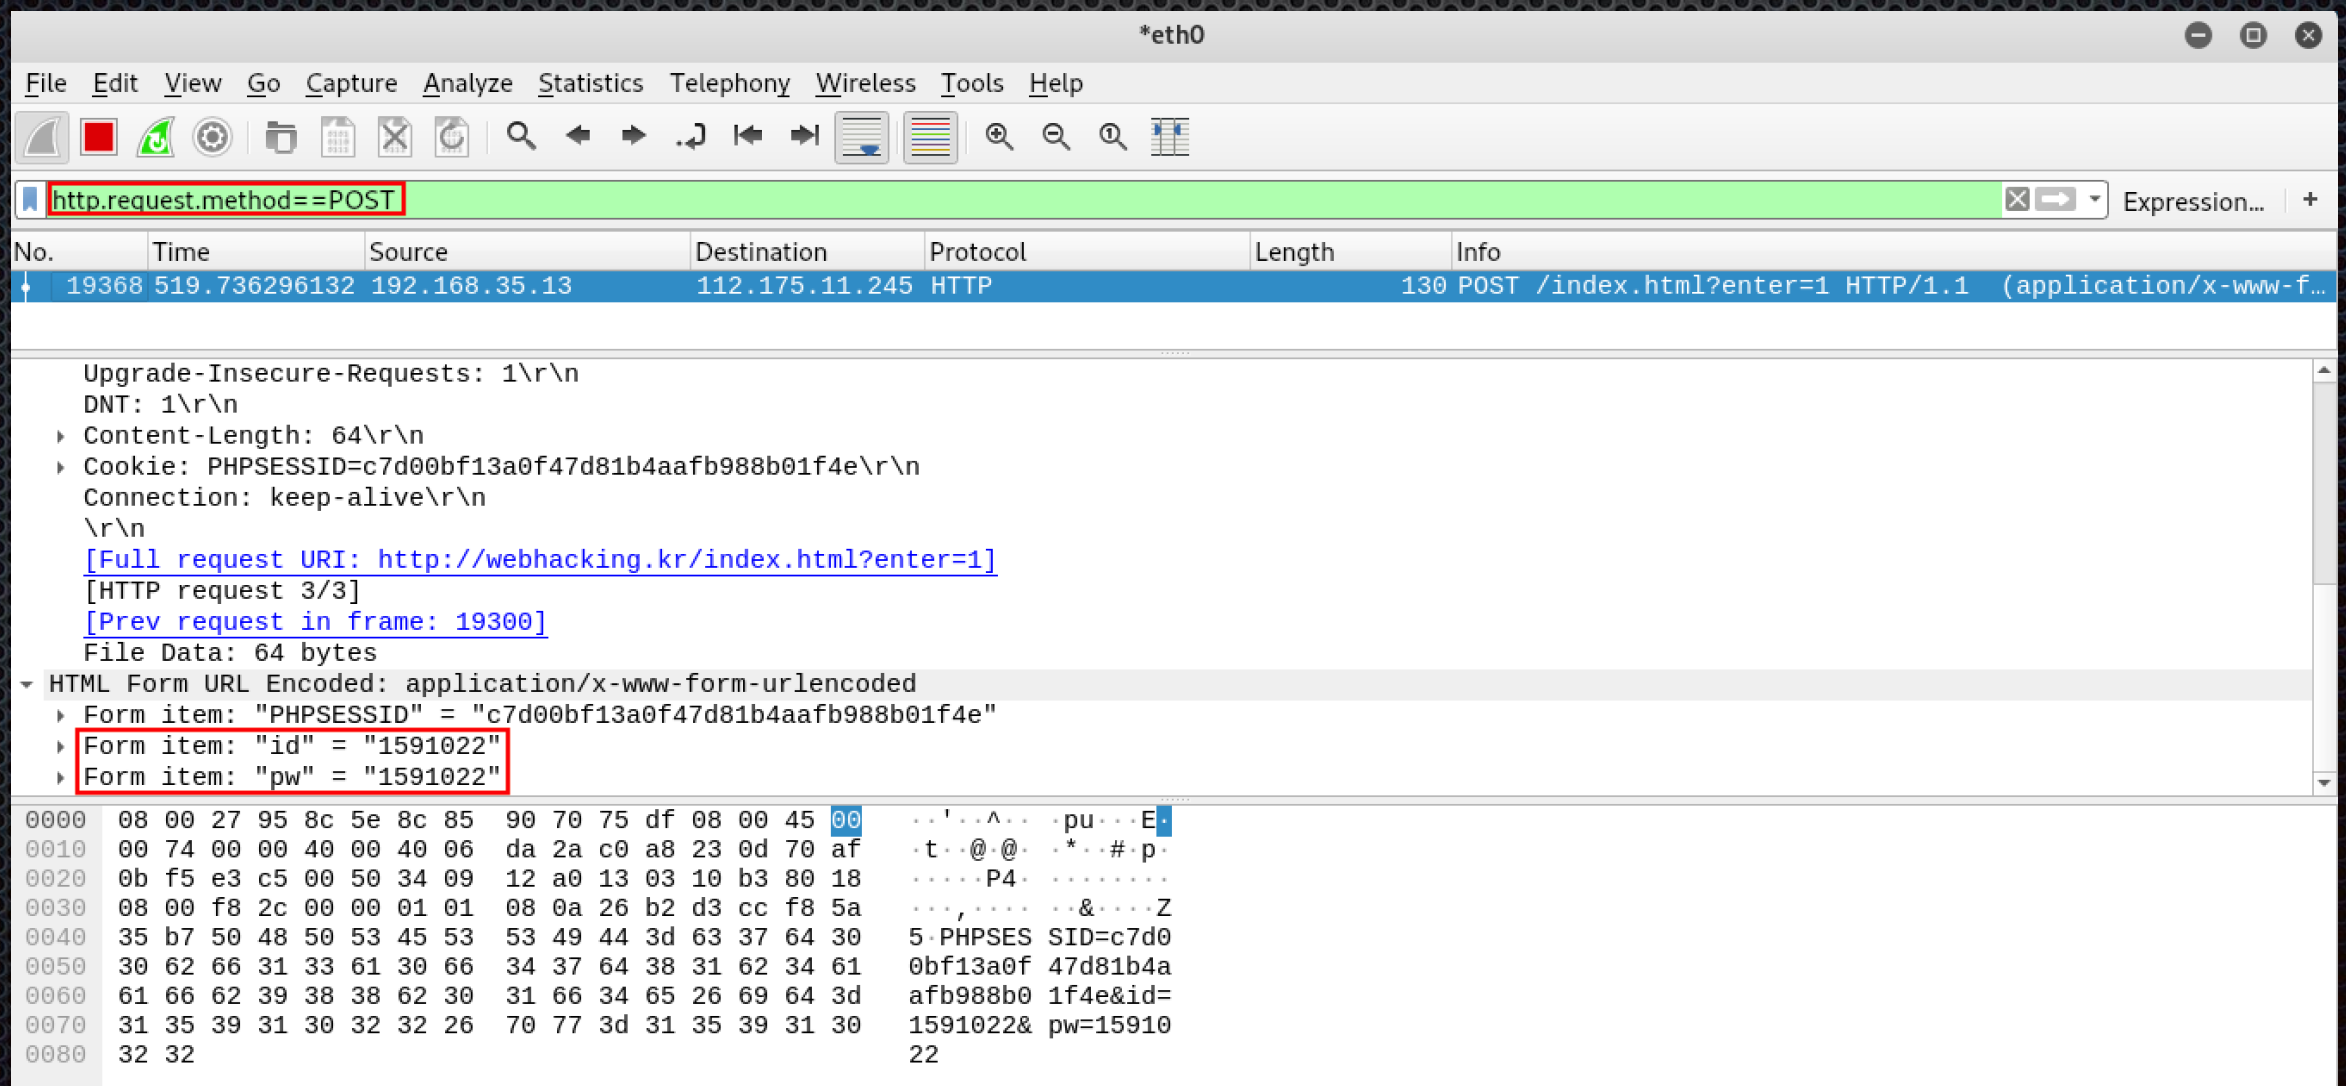 *eth0
File Edit View Go Capture Analyze Statistics Telephony Wireless Tools Help
http.request.method==POST
Expression... +
No. Time Source Destination Protocol Length Info
19368 519.736296132 192.168.35.13 112.175.11.245 HTTP 130 POST /index.html?enter=1 HTTP/1.1 (application/x-www-f…
Upgrade-Insecure-Requests: 1\r\n
DNT: 1\r\n
Content-Length: 64\r\n
Cookie: PHPSESSID=c7d00bf13a0f47d81b4aafb988b01f4e\r\n
Connection: keep-alive\r\n
\r\n
[Full request URI: http://webhacking.kr/index.html?enter=1]
[HTTP request 3/3]
[Prev request in frame: 19300]
File Data: 64 bytes
HTML Form URL Encoded: application/x-www-form-urlencoded
Form item: "PHPSESSID" = "c7d00bf13a0f47d81b4aafb988b01f4e"
Form item: "id" = "1591022"
Form item: "pw" = "1591022"
0000 08 00 27 95 8c 5e 8c 85 90 70 75 df 08 00 45 00 ··'··^·· ·pu···E·
0010 00 74 00 00 40 00 40 06 da 2a c0 a8 23 0d 70 af ·t··@·@· ·*··#·p·
0020 0b f5 e3 c5 00 50 34 09 12 a0 13 03 10 b3 80 18 ·····P4· ········
0030 08 00 f8 2c 00 00 01 01 08 0a 26 b2 d3 cc f8 5a ···,···· ··&····Z
0040 35 b7 50 48 50 53 45 53 53 49 44 3d 63 37 64 30 5·PHPSES SID=c7d0
0050 30 62 66 31 33 61 30 66 34 37 64 38 31 62 34 61 0bf13a0f 47d81b4a
0060 61 66 62 39 38 38 62 30 31 66 34 65 26 69 64 3d afb988b0 1f4e&id=
0070 31 35 39 31 30 32 32 26 70 77 3d 31 35 39 31 30 1591022& pw=15910
0080 32 32 22